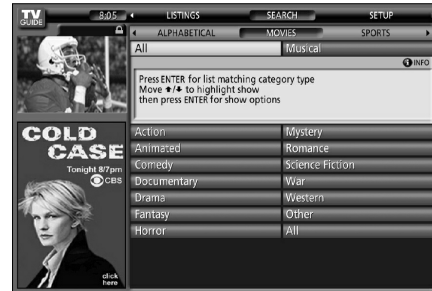 TV GUIDE 8:05 LISTINGS SEARCH SETUP
ALPHABETICAL MOVIES SPORTS
All Musical
INFO
Press ENTER for list matching category type
Move ↑/↓ to highlight show
then press ENTER for show options
Action Mystery
Animated Romance
Comedy Science Fiction
Documentary War
Drama Western
Fantasy Other
Horror All
COLD
CASE
Tonight 8/7pm
CBS
click
here